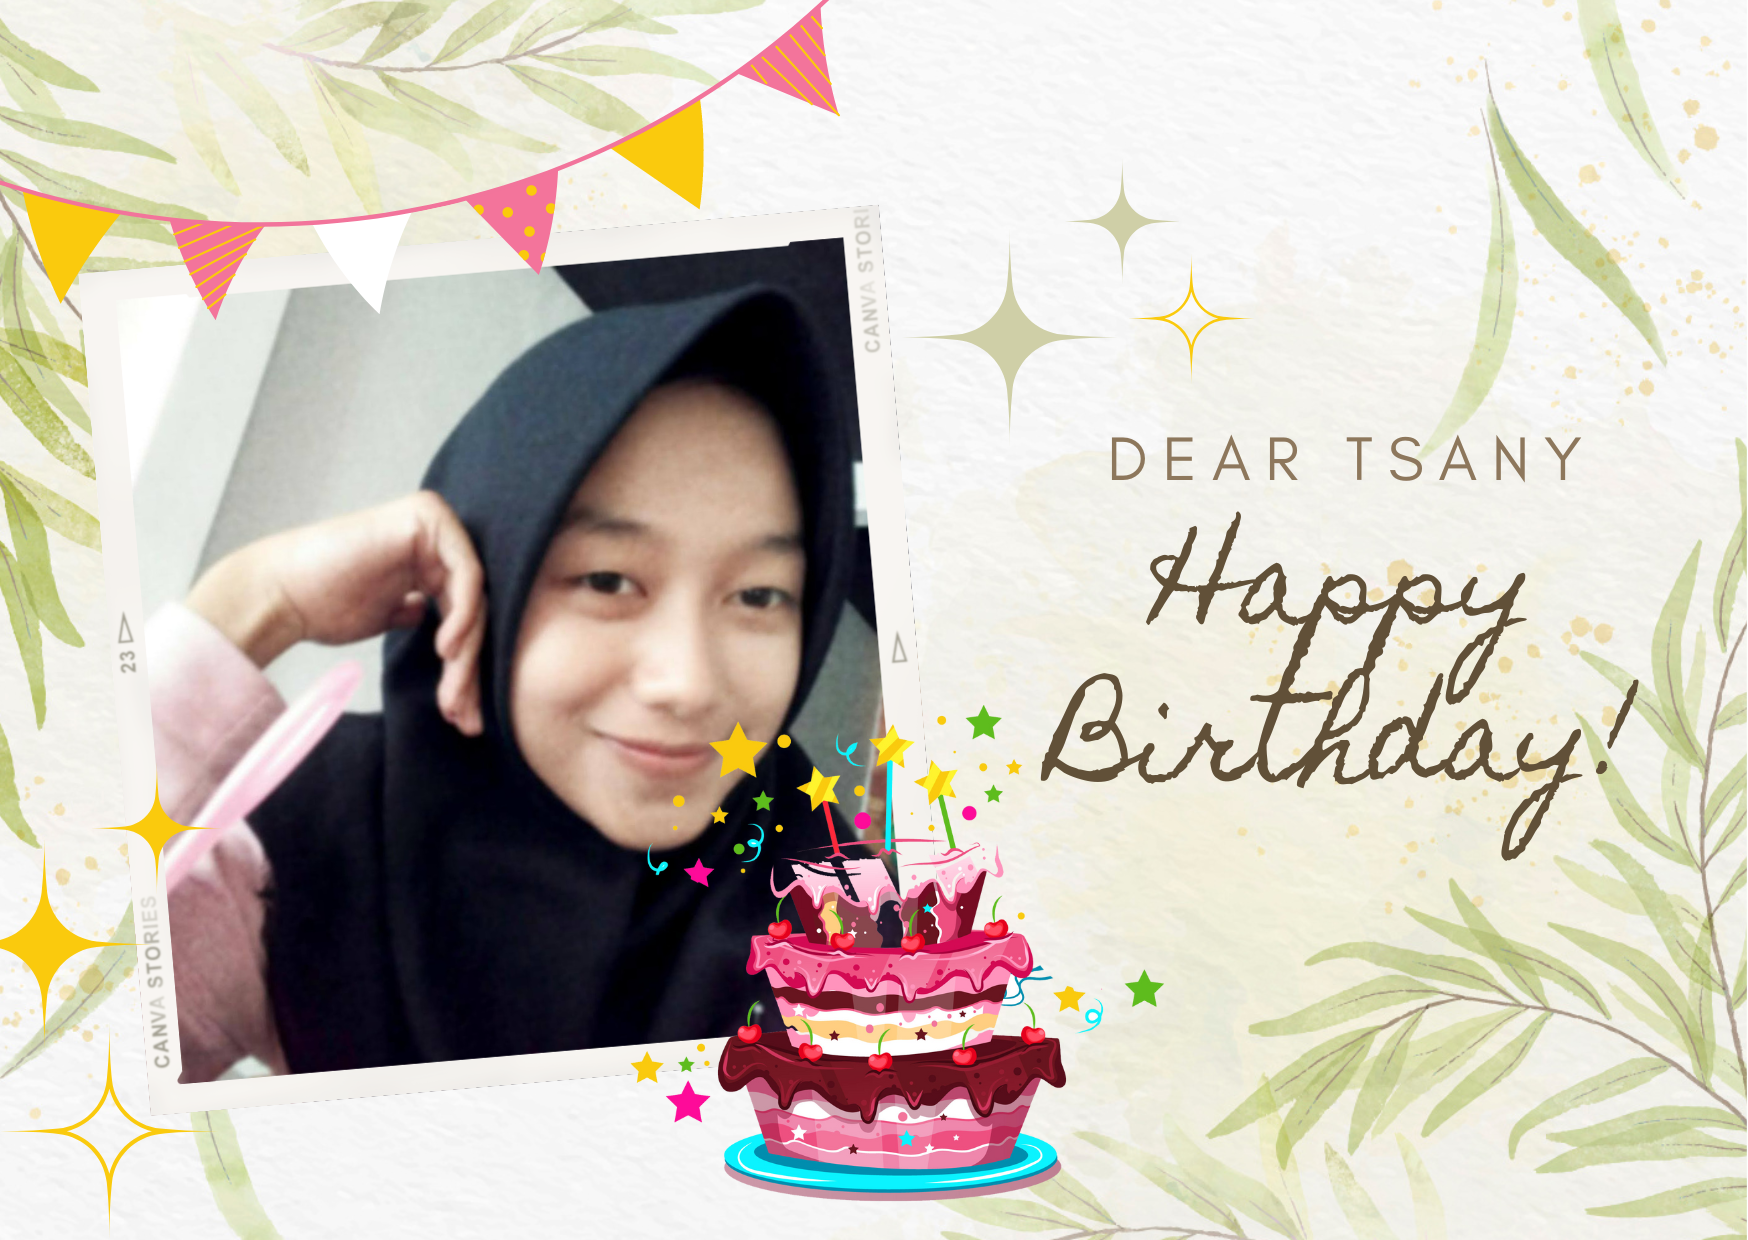 CANVA STORI
DEAR TSANY
Happy
Birthday!
23
CANVA STORIES